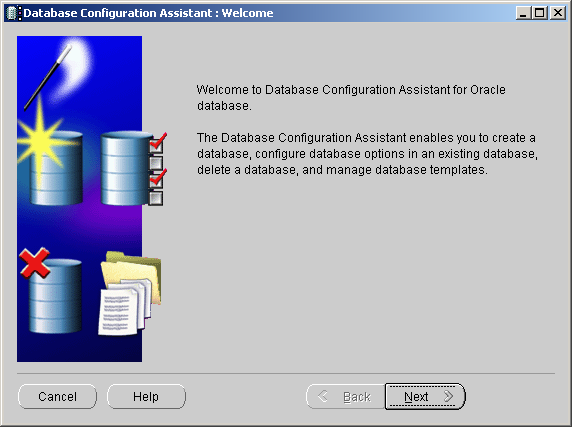 Database Configuration Assistant : Welcome
Welcome to Database Configuration Assistant for Oracle
database.
The Database Configuration Assistant enables you to create a
database, configure database options in an existing database,
delete a database, and manage database templates.
Cancel
Help
Back
Next